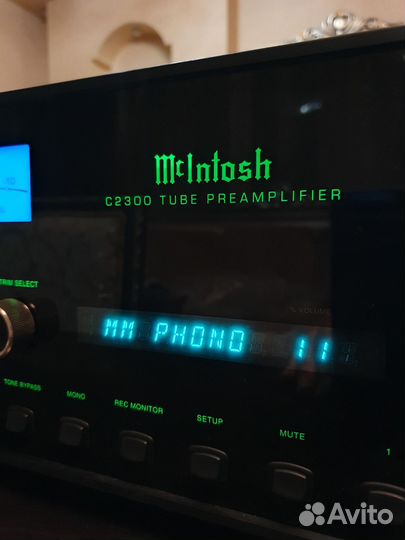 McIntosh
C2300 TUBE PREAMPLIFIER
-10
TRIM SELECT
% VOLUME
MM PHONO 11
TONE BYPASS
MONO
REC MONITOR
SETUP
MUTE
1
Avito